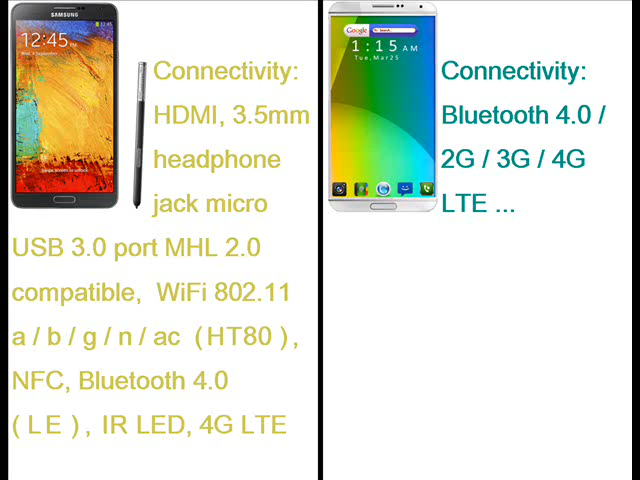 SAMSUNG
12:45
Connectivity:
HDMI, 3.5mm
headphone
jack micro
USB 3.0 port MHL 2.0
compatible, WiFi 802.11
a / b / g / n / ac ( HT80 ) ,
NFC, Bluetooth 4.0
( L E ) , IR LED, 4G LTE
Google
1:15 AM
Tue, Mar25
Connectivity:
Bluetooth 4.0 /
2G / 3G / 4G
LTE ...